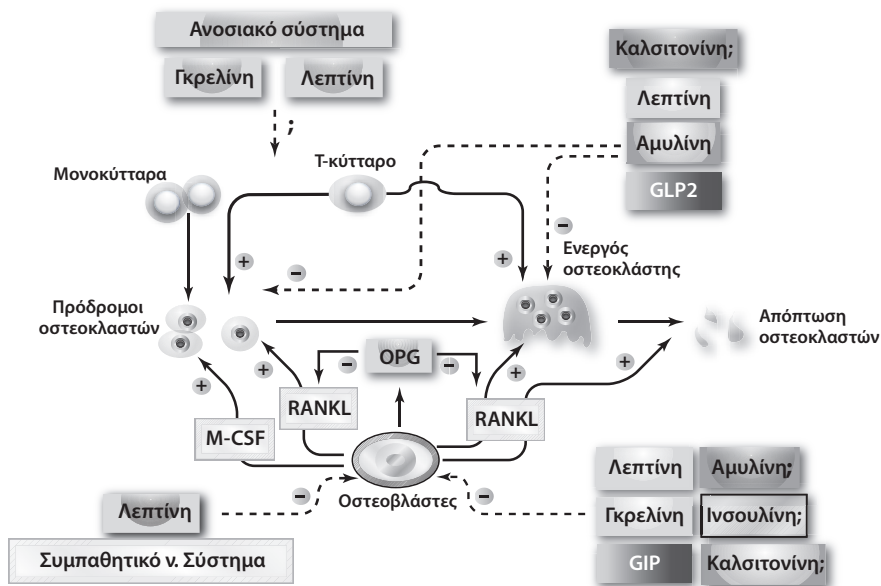 Ανοσιακό σύστημα
Γκρελίνη
Λεπτίνη
;
Καλσιτονίνη;
Λεπτίνη
Αμυλίνη
GLP2
Μονοκύτταρα
Τ-κύτταρο
+
−
+
−
Ενεργός
οστεοκλάστης
Πρόδρομοι
οστεοκλαστών
Απόπτωση
οστεοκλαστών
OPG
−
−
+
+
+
+
RANKL
RANKL
M-CSF
Οστεοβλάστες
−
−
Λεπτίνη
Συμπαθητικό ν. Σύστημα
Λεπτίνη
Αμυλίνη;
Γκρελίνη
Ινσουλίνη;
GIP
Καλσιτονίνη;